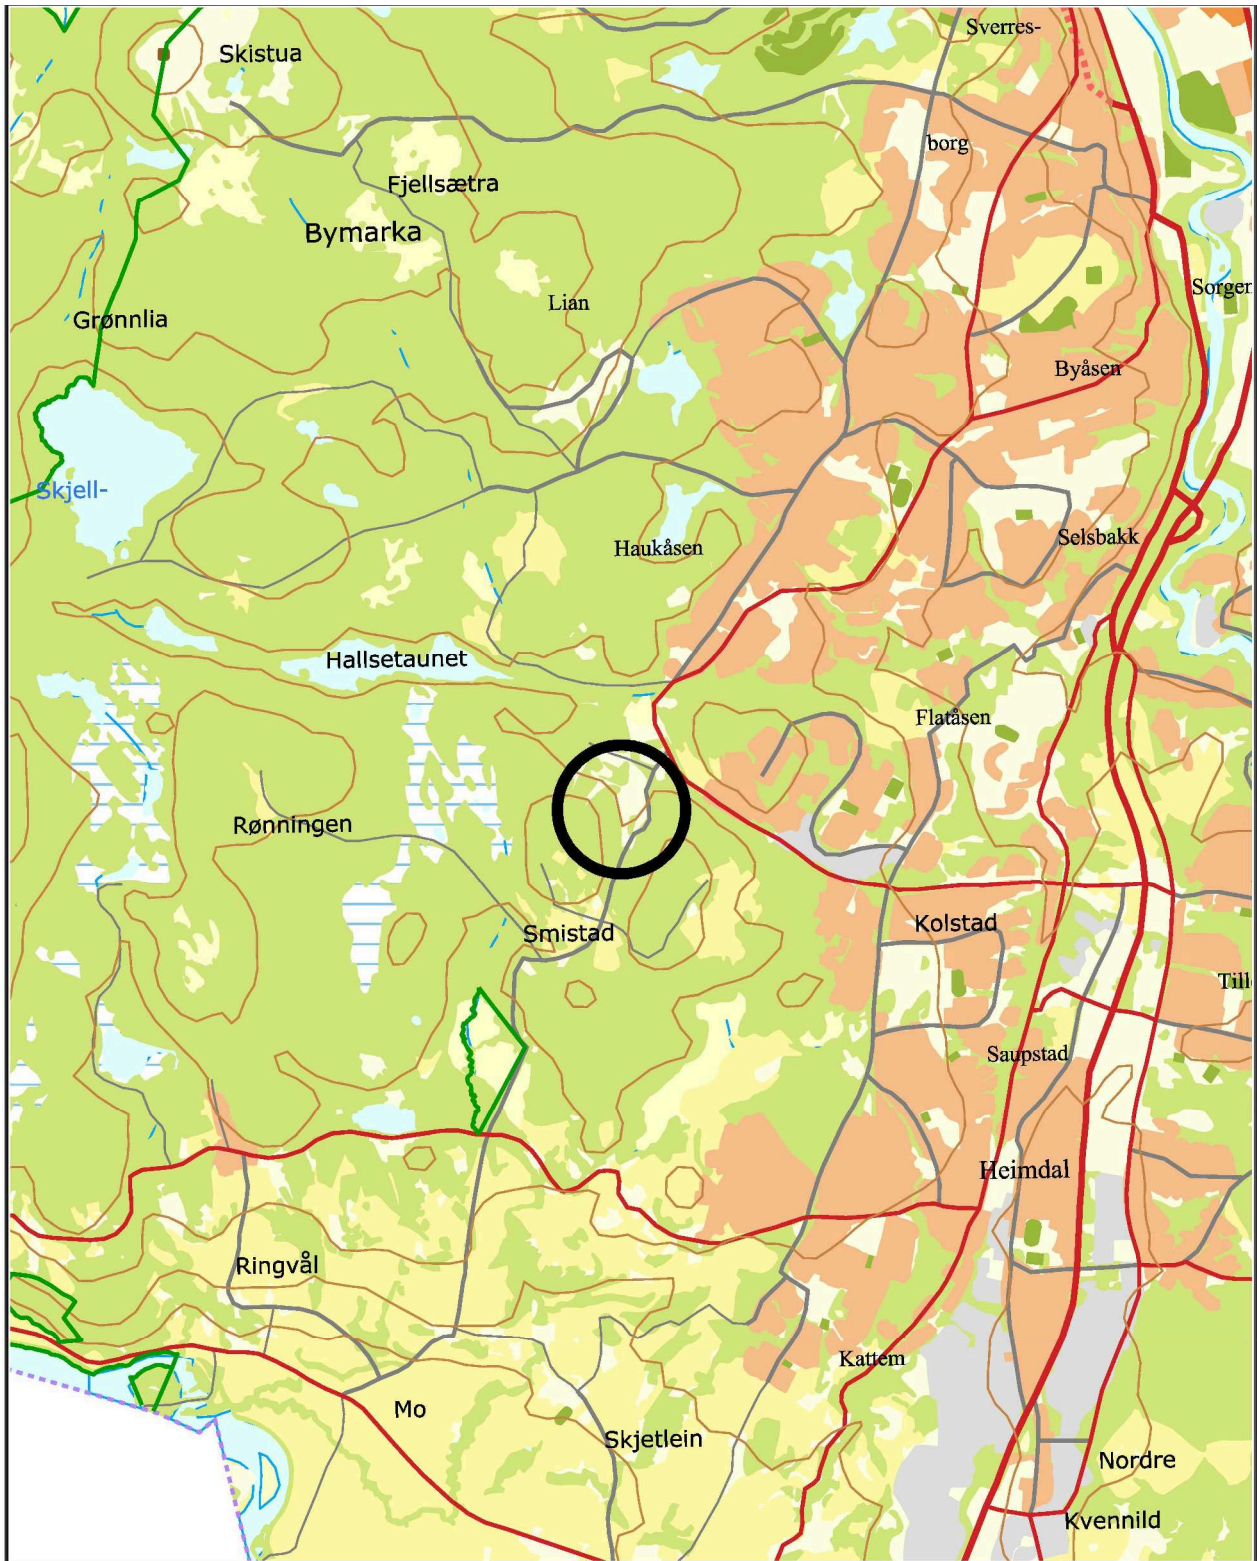 Sverres-
Skistua
borg
Fjellsætra
Bymarka
Sorgen
Lian
Grønnlia
Byåsen
Skjell-
Selsbakk
Haukåsen
Hallsetaunet
Flatåsen
Rønningen
Kolstad
Smistad
Till
Saupstad
Heimdal
Ringvål
Kattem
Mo
Skjetlein
Nordre
Kvennild